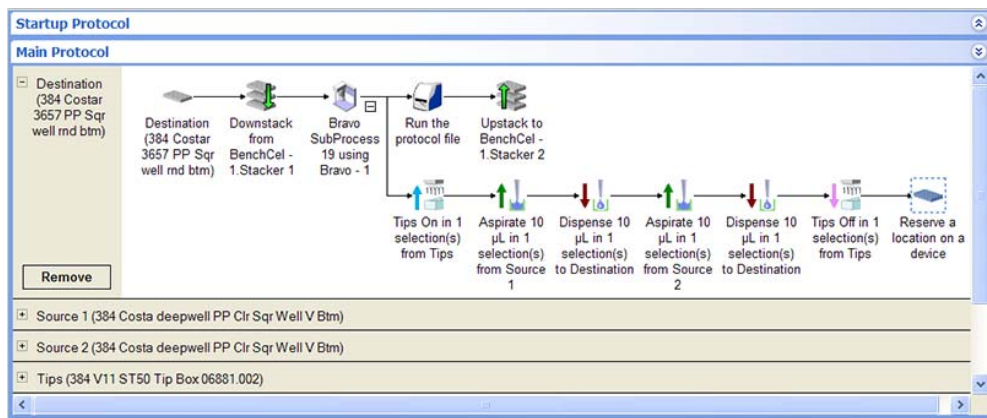 Startup Protocol
Main Protocol
Destination
(384 Costar
3657 PP Sqr
well rnd btm)
Remove
Destination
(384 Costar
3657 PP Sqr
well rnd btm)
Downstack
from
BenchCel -
1.Stacker 1
Bravo
SubProcess
19 using
Bravo - 1
Run the
protocol file
Upstack to
BenchCel -
1.Stacker 2
Tips On in 1
selection(s)
from Tips
Aspirate 10
µL in 1
selection(s)
from Source
1
Dispense 10
µL in 1
selection(s)
to Destination
Aspirate 10
µL in 1
selection(s)
from Source
2
Dispense 10
µL in 1
selection(s)
to Destination
Tips Off in 1
selection(s)
from Tips
Reserve a
location on a
device
Source 1 (384 Costa deepwell PP Clr Sqr Well V Btm)
Source 2 (384 Costa deepwell PP Clr Sqr Well V Btm)
Tips (384 V11 ST50 Tip Box 06881.002)